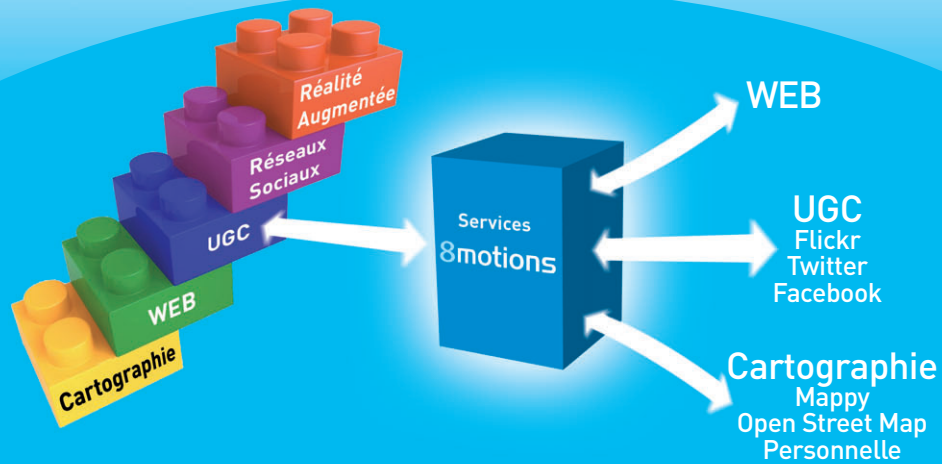 Réalité
Augmentée
Réseaux
Sociaux
UGC
WEB
Cartographie
Services
8motions
WEB
UGC
Flickr
Twitter
Facebook
Cartographie
Mappy
Open Street Map
Personnelle